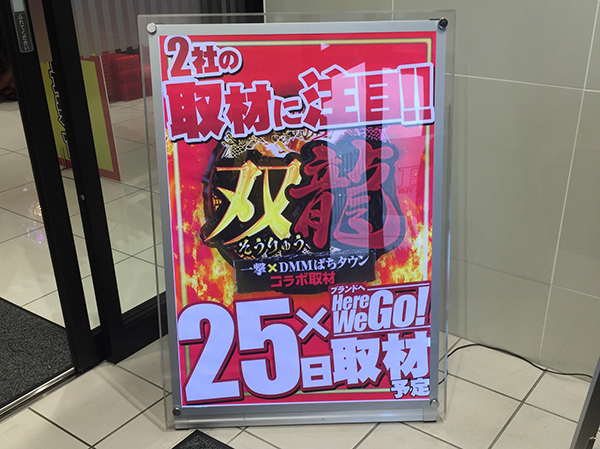 2社の
取材に注目!!
双龍
そうりゅう
一撃×DMMぱちタウン
コラボ取材
ブランドへ
Here
We Go!
25日×取材
予定